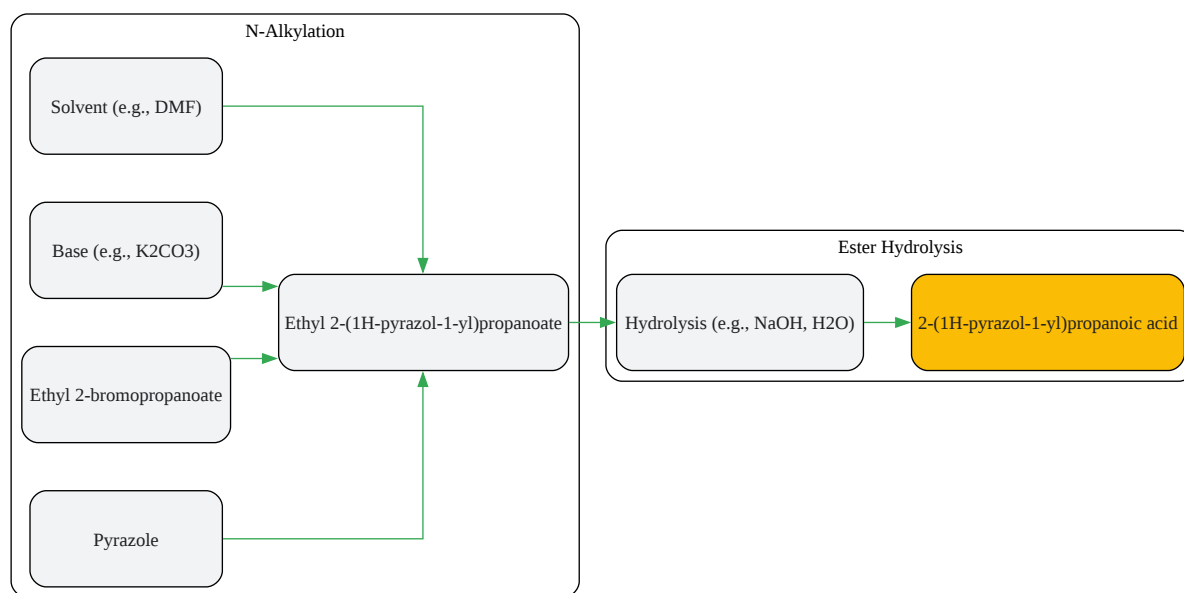 N-Alkylation
Solvent (e.g., DMF)
Base (e.g., K2CO3)
Ethyl 2-bromopropanoate
Pyrazole
Ethyl 2-(1H-pyrazol-1-yl)propanoate
Ester Hydrolysis
Hydrolysis (e.g., NaOH, H2O)
2-(1H-pyrazol-1-yl)propanoic acid